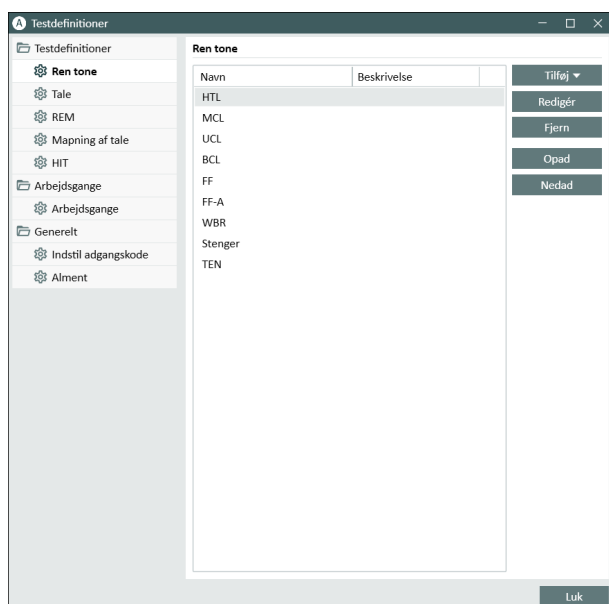 A Testdefinitioner
Testdefinitioner
Ren tone
Tale
REM
Mapning af tale
HIT
Arbejdsgange
Arbejdsgange
Generelt
Indstil adgangskode
Alment
Ren tone
Navn Beskrivelse
HTL
MCL
UCL
BCL
FF
FF-A
WBR
Stenger
TEN
Tilføj
Redigér
Fjern
Opad
Nedad
Luk